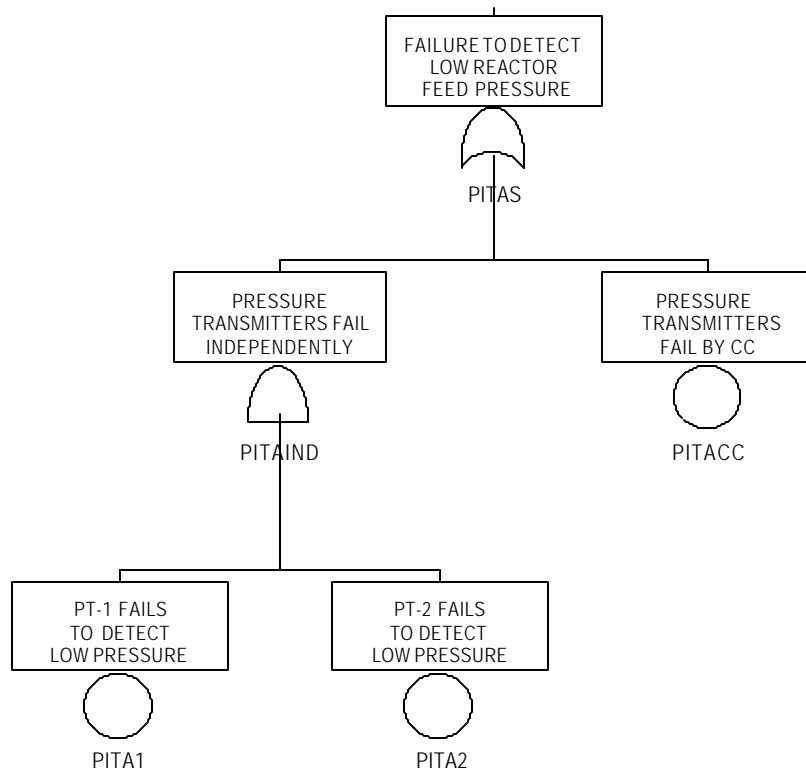 FAILURE TO DETECT
LOW REACTOR
FEED PRESSURE
PITAS
PRESSURE
TRANSMITTERS FAIL
INDEPENDENTLY
PITAIND
PRESSURE
TRANSMITTERS
FAIL BY CC
PITACC
PT-1 FAILS
TO DETECT
LOW PRESSURE
PITA1
PT-2 FAILS
TO DETECT
LOW PRESSURE
PITA2